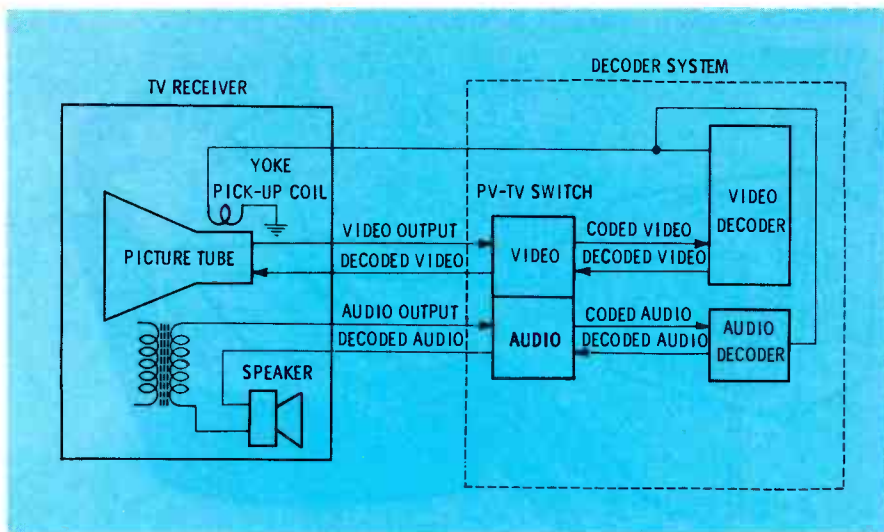 DECODER SYSTEM
TV RECEIVER
YOKE
PICK-UP COIL
PV-TV SWITCH
VIDEO
DECODER
VIDEO OUTPUT
CODED VIDEO
PICTURE TUBE
DECODED VIDEO
VIDEO
DECODED VIDEO
AUDIO OUTPUT
CODED AUDIO
DECODED AUDIO
AUDIO
DECODED AUDIO
AUDIO
DECODER
SPEAKER